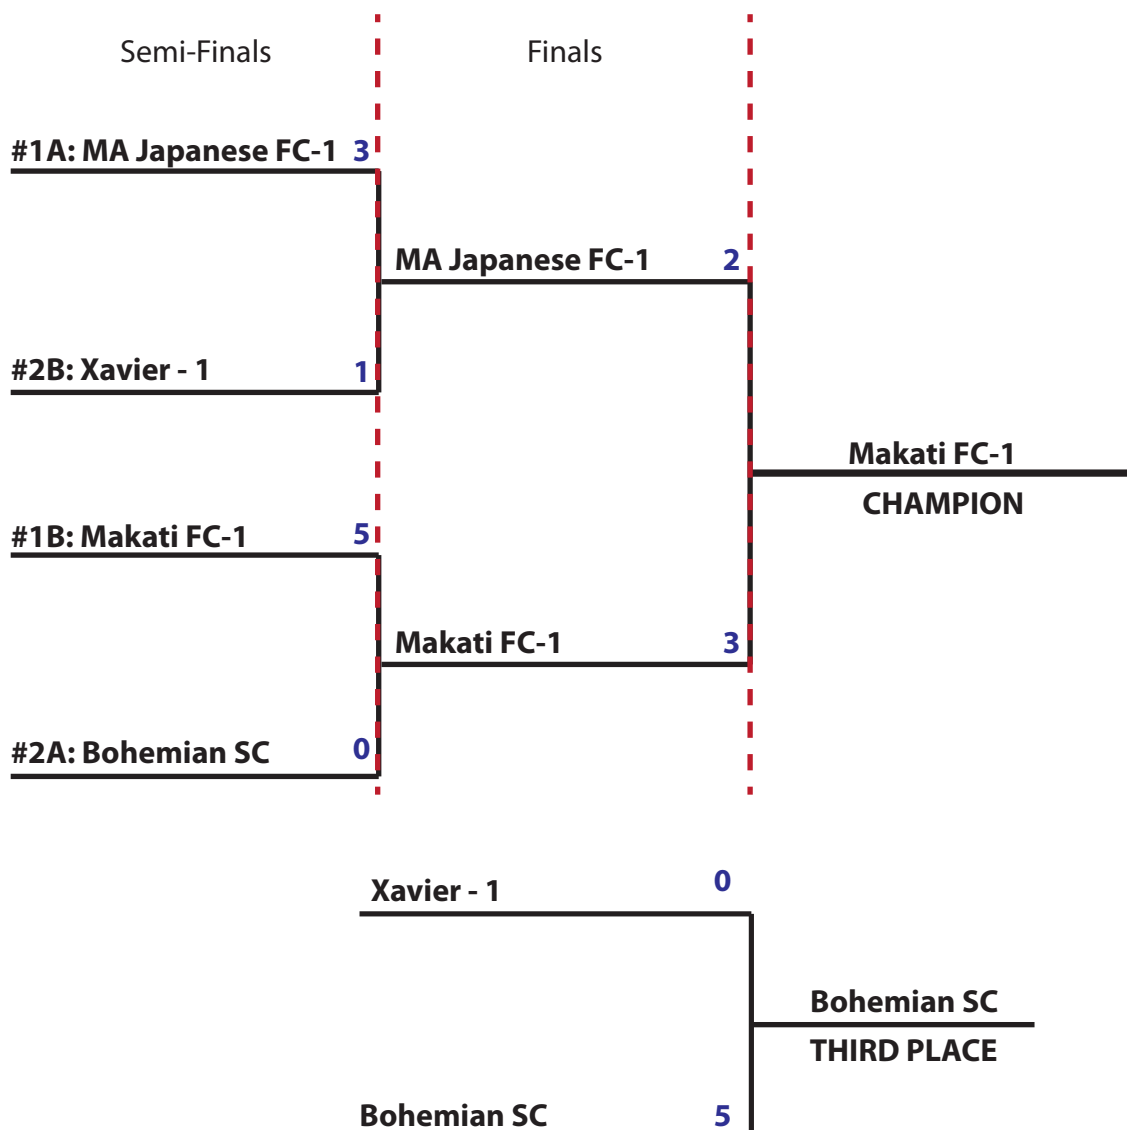 Semi-Finals
Finals
#1A: MA Japanese FC-1 3
MA Japanese FC-1 2
#2B: Xavier - 1 1
Makati FC-1
CHAMPION
#1B: Makati FC-1 5
Makati FC-1 3
#2A: Bohemian SC 0
Xavier - 1 0
Bohemian SC
THIRD PLACE
Bohemian SC 5